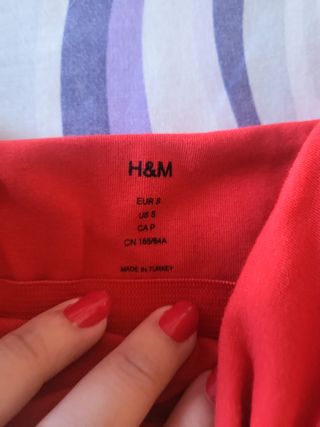 H&M
EUR S
US S
CA P
CN 165/84A
MADE IN TURKEY